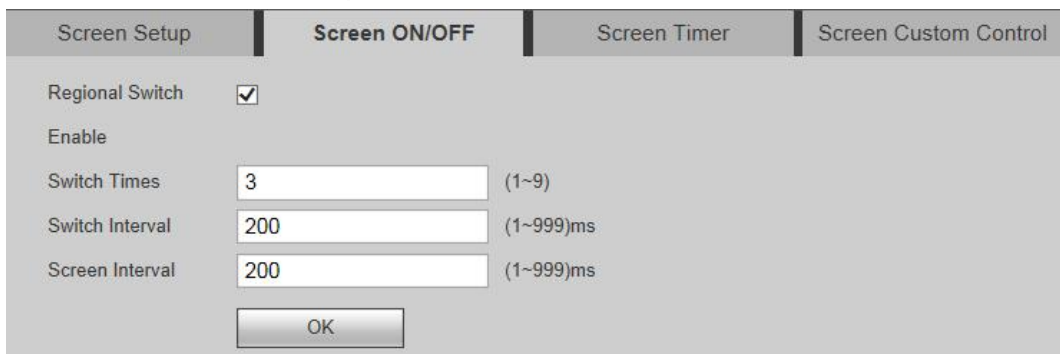 Screen Setup Screen ON/OFF Screen Timer Screen Custom Control
Regional Switch
Enable
Switch Times 3 (1~9)
Switch Interval 200 (1~999)ms
Screen Interval 200 (1~999)ms
OK